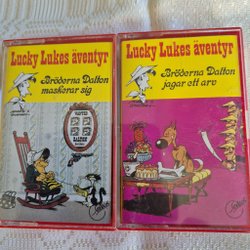 Lucky Lukes äventyr
Bröderna Dalton
maskerar sig
Lucky Lukes äventyr
Bröderna Dalton
jagar ett arv